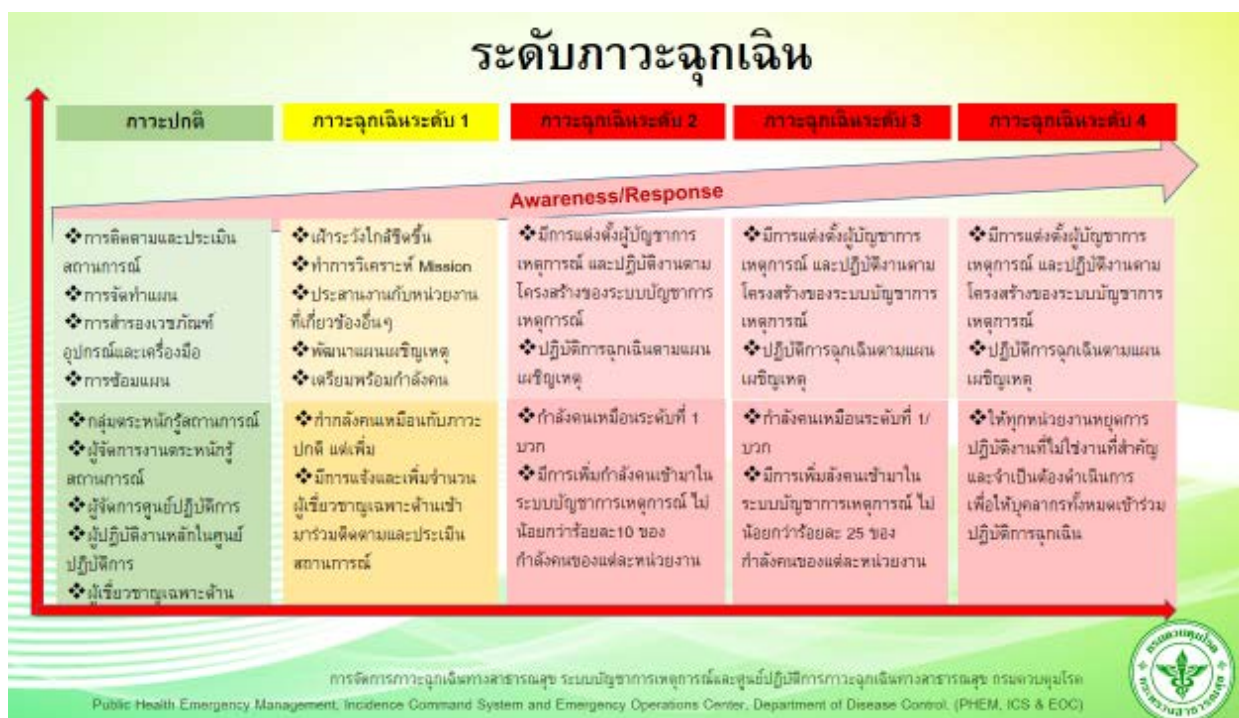 ระดับภาวะฉุกเฉิน
ภาวะปกติ
ภาวะฉุกเฉินระดับ 1
ภาวะฉุกเฉินระดับ 2
ภาวะฉุกเฉินระดับ 3
ภาวะฉุกเฉินระดับ 4
Awareness/Response
❖การติดตามและประเมิน
สถานการณ์
❖การจัดทำแผน
❖การสำรองเวชภัณฑ์
อุปกรณ์และเครื่องมือ
❖การซ้อมแผน
❖เฝ้าระวังใกล้ชิดขึ้น
❖ทำการวิเคราะห์ Mission
❖ประสานงานกับหน่วยงาน
ที่เกี่ยวข้องอื่นๆ
❖พัฒนาแผนเผชิญเหตุ
❖เตรียมพร้อมกำลังคน
❖มีการแต่งตั้งผู้บัญชาการ
เหตุการณ์ และปฏิบัติงานตาม
โครงสร้างของระบบบัญชาการ
เหตุการณ์
❖ปฏิบัติการฉุกเฉินตามแผน
เผชิญเหตุ
❖มีการแต่งตั้งผู้บัญชาการ
เหตุการณ์ และปฏิบัติงานตาม
โครงสร้างของระบบบัญชาการ
เหตุการณ์
❖ปฏิบัติการฉุกเฉินตามแผน
เผชิญเหตุ
❖มีการแต่งตั้งผู้บัญชาการ
เหตุการณ์ และปฏิบัติงานตาม
โครงสร้างของระบบบัญชาการ
เหตุการณ์
❖ปฏิบัติการฉุกเฉินตามแผน
เผชิญเหตุ
❖กลุ่มตระหนักรู้สถานการณ์
❖ผู้จัดการงานตระหนักรู้
สถานการณ์
❖ผู้จัดการศูนย์ปฏิบัติการ
❖ผู้ปฏิบัติงานหลักในศูนย์
ปฏิบัติการ
❖ผู้เชี่ยวชาญเฉพาะด้าน
❖กำกลังคนเหมือนกับภาวะ
ปกติ แต่เพิ่ม
❖มีการแจ้งและเพิ่มจำนวน
ผู้เชี่ยวชาญเฉพาะด้านเข้า
มาร่วมติดตามและประเมิน
สถานการณ์
❖กำลังคนเหมือนระดับที่ 1
บวก
❖มีการเพิ่มกำลังคนเข้ามาใน
ระบบบัญชาการเหตุการณ์ ไม่
น้อยกว่าร้อยละ10 ของ
กำลังคนของแต่ละหน่วยงาน
❖กำลังคนเหมือนระดับที่ 1/
บวก
❖มีการเพิ่มลังคนเข้ามาใน
ระบบบัญชาการเหตุการณ์ ไม่
น้อยกว่าร้อยละ 25 ของ
กำลังคนของแต่ละหน่วยงาน
❖ให้ทุกหน่วยงานหยุดการ
ปฏิบัติงานที่ไม่ใช่งานที่สำคัญ
และจำเป็นต้องดำเนินการ
เพื่อให้บุคลากรทั้งหมดเข้าร่วม
ปฏิบัติการฉุกเฉิน
การจัดการภาวะฉุกเฉินทางสาธารณสุข ระบบบัญชาการเหตุการณ์และศูนย์ปฏิบัติการภาวะฉุกเฉินทางสาธารณสุข กรมควบคุมโรค
Public Health Emergency Management, Incidence Command System and Emergency Operations Center, Department of Disease Control, (PHEM, ICS & EOC)
กรมควบคุมโรค
กระทรวงสาธารณสุข